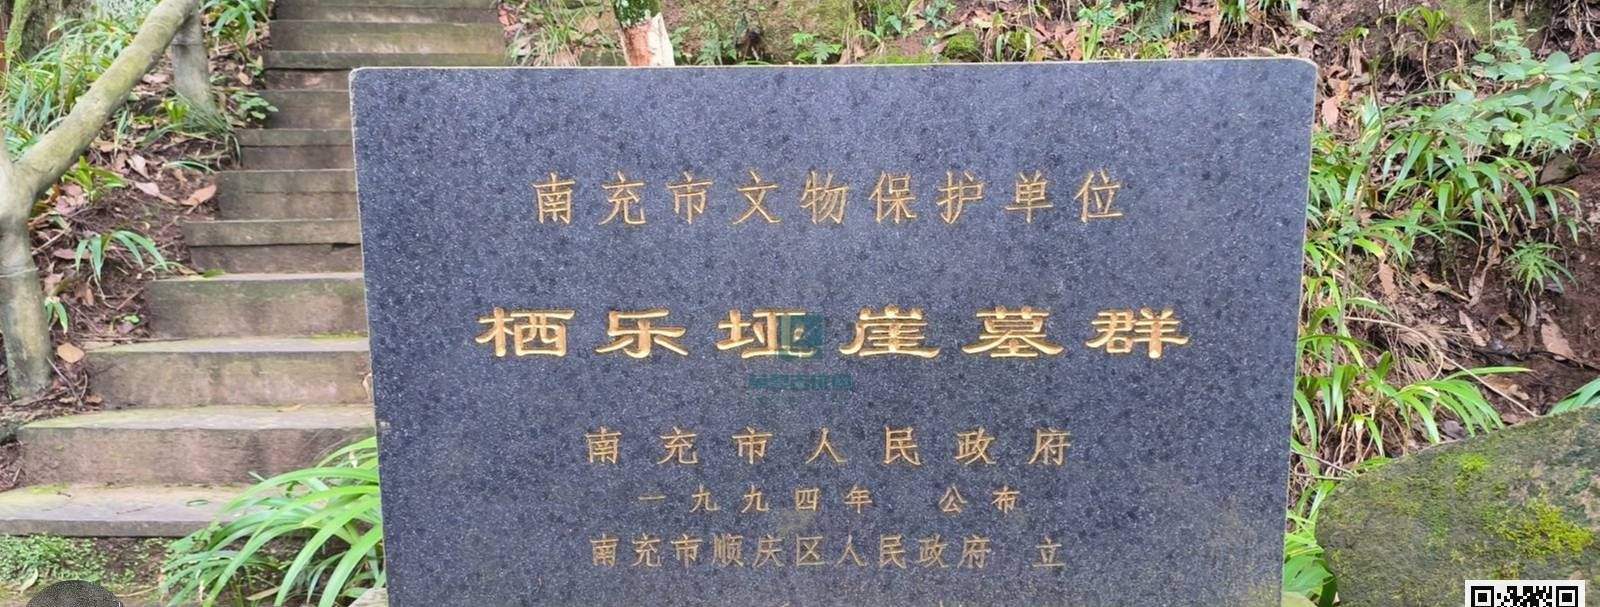 南充市文物保护单位
栖乐垭崖墓群
南充市人民政府
一九九四年 公布
南充市顺庆区人民政府 立